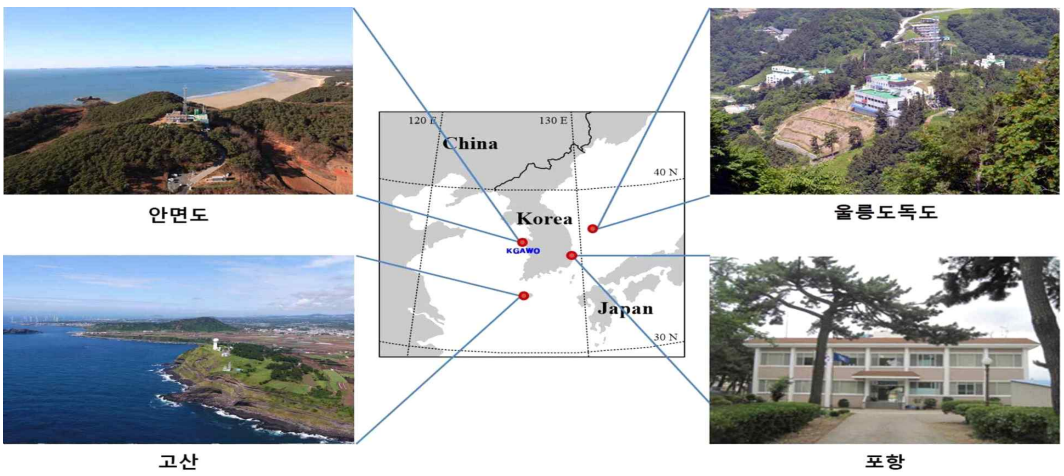 안면도
울릉도독도
120 E
130 E
China
40 N
Korea
KGAWO
Japan
30 N
고산
포항